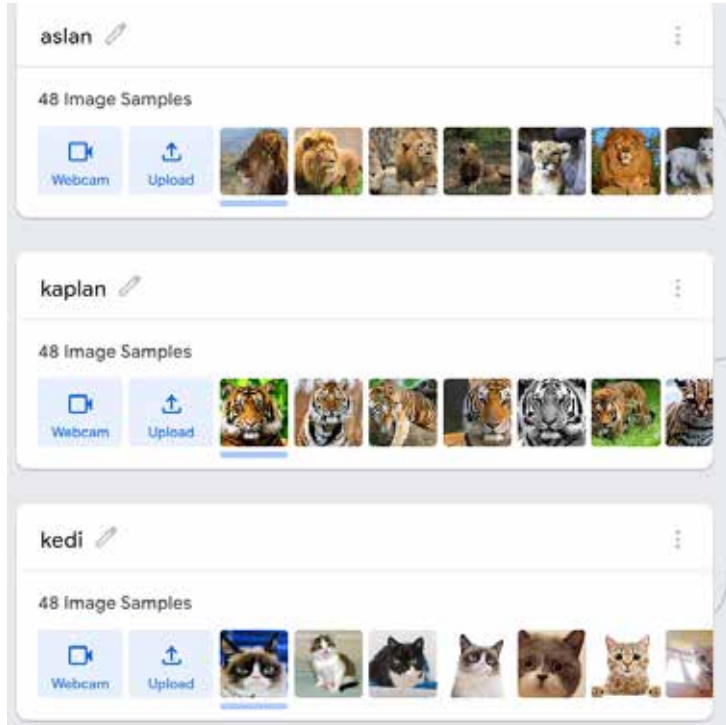 aslan
48 Image Samples
Webcam
Upload
kaplan
48 Image Samples
Webcam
Upload
kedi
48 Image Samples
Webcam
Upload